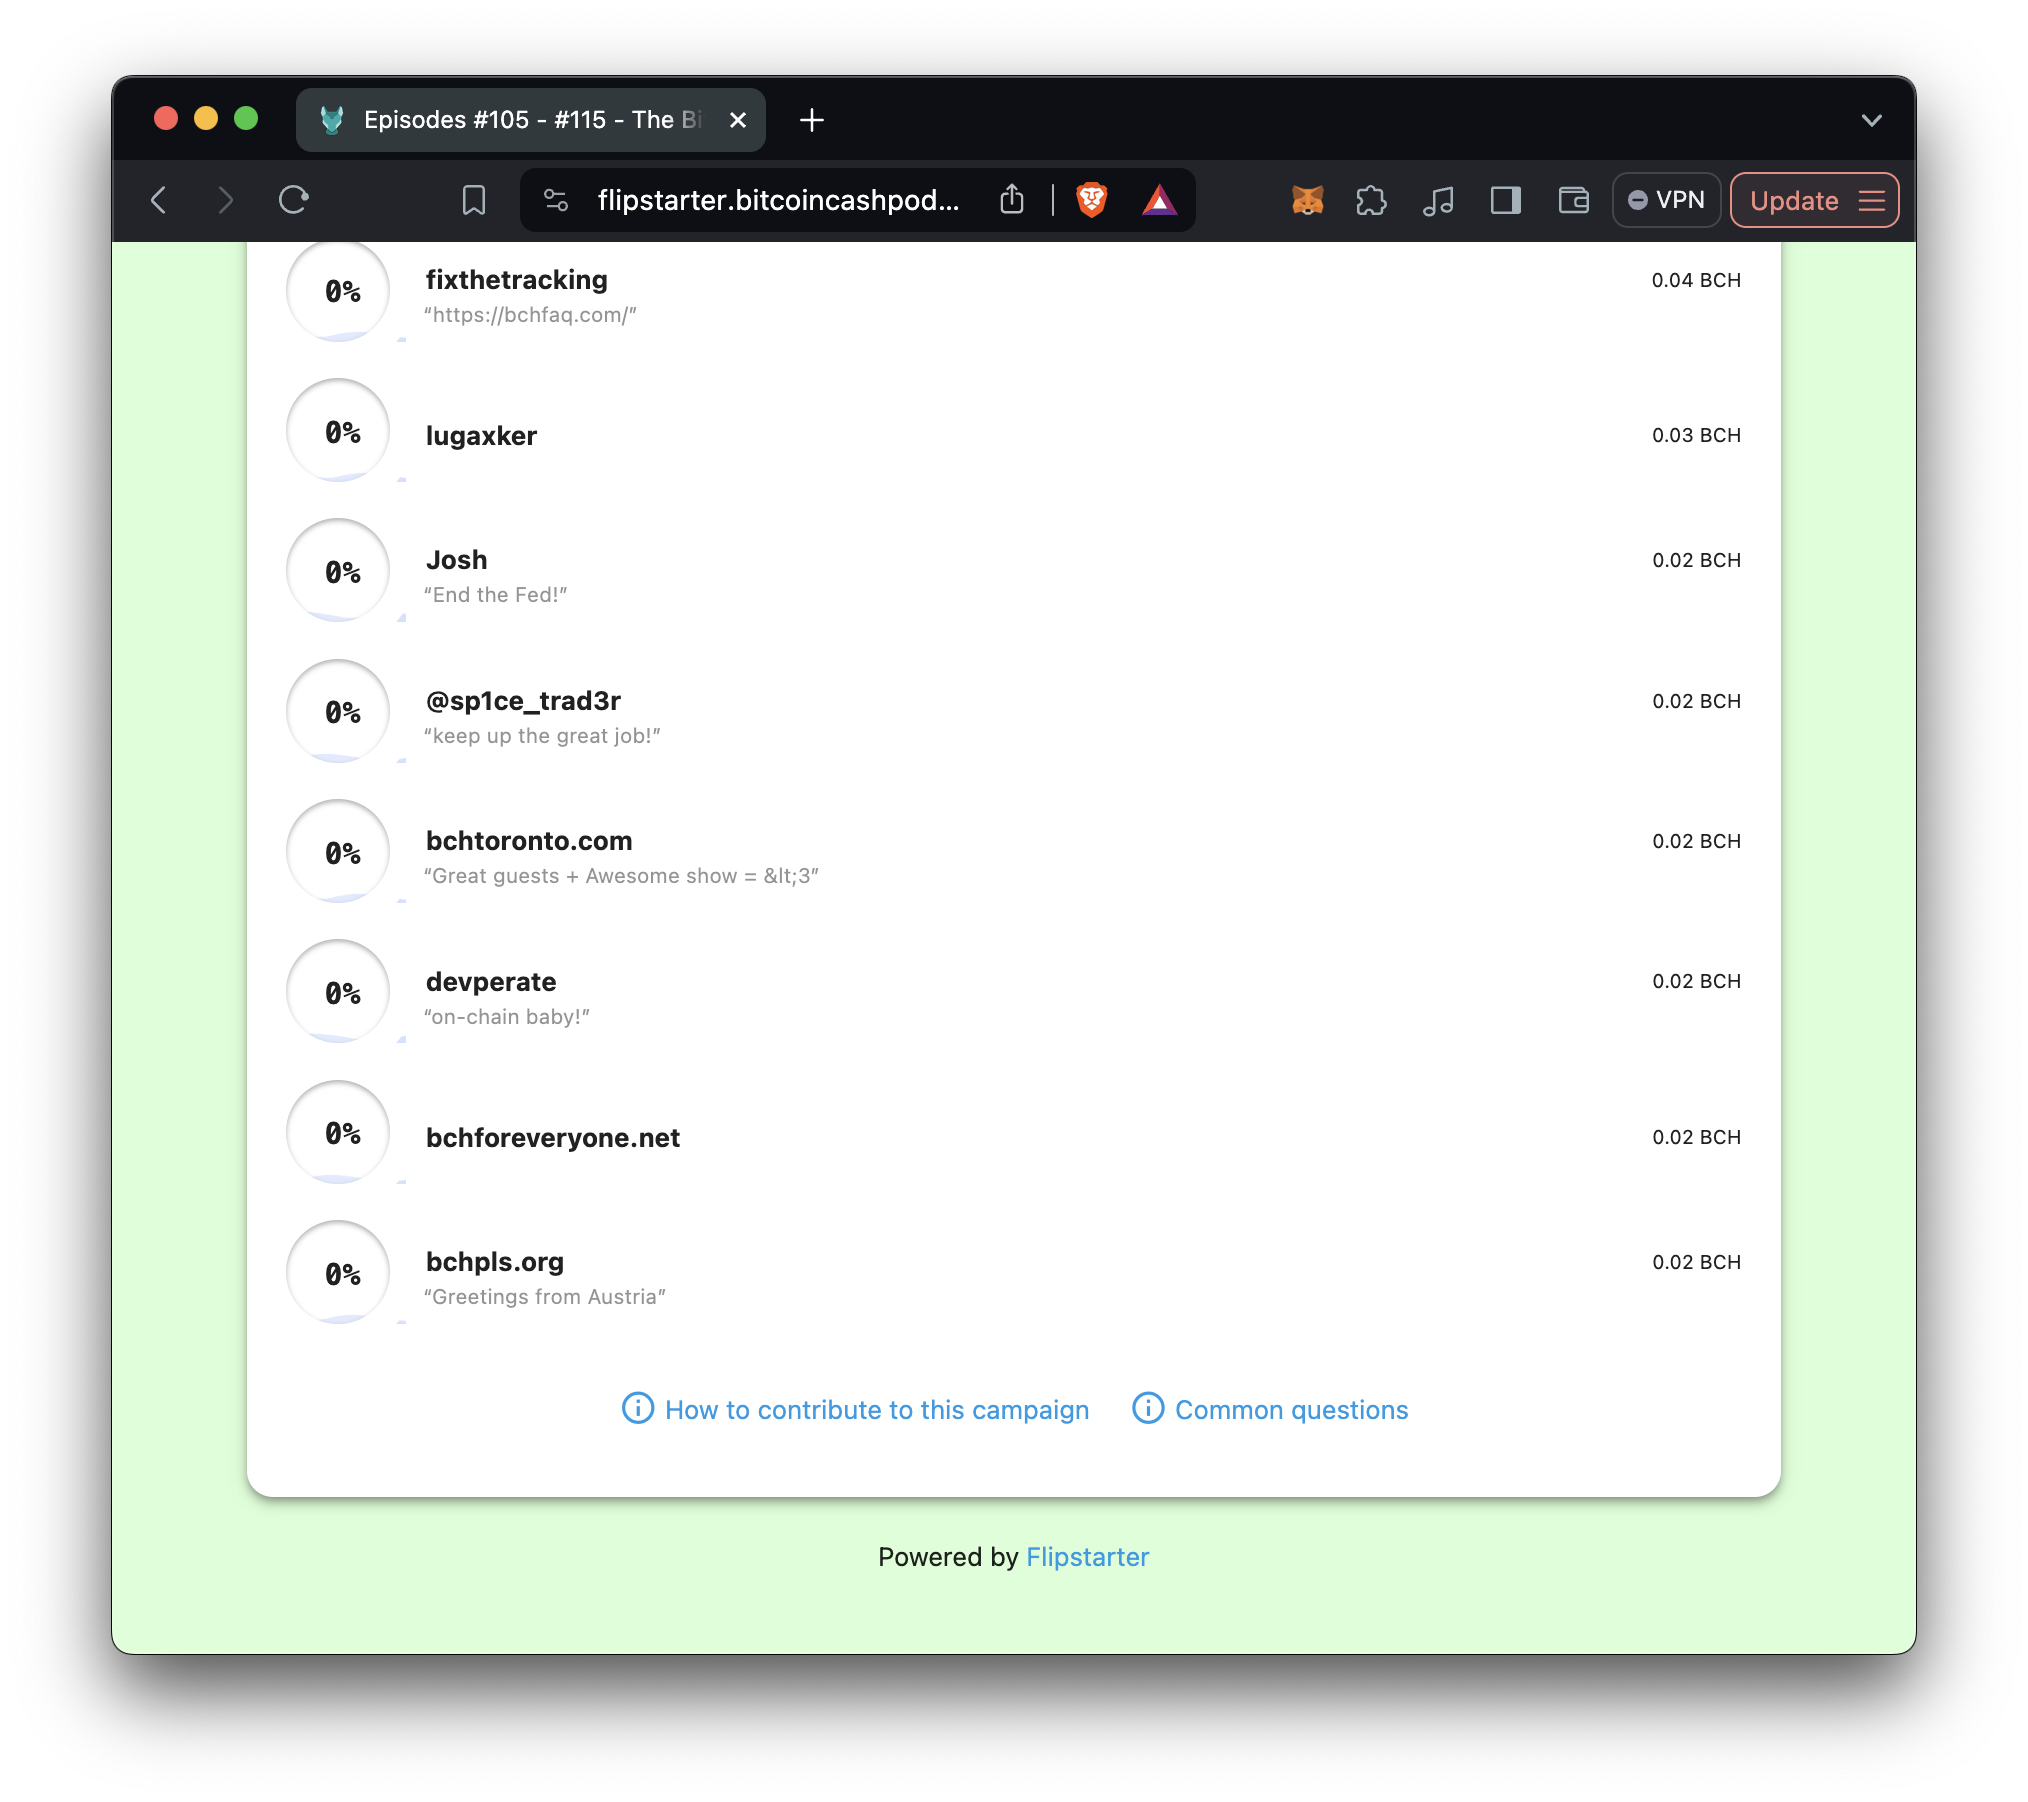 Episodes #105 - #115 - The Bi
flipstarter.bitcoincashpod...
VPN
Update
0%
fixthetracking
0.04 BCH
“https://bchfaq.com/”
0%
lugaxker
0.03 BCH
0%
Josh
0.02 BCH
“End the Fed!”
0%
@sp1ce_trad3r
0.02 BCH
“keep up the great job!”
0%
bchtoronto.com
0.02 BCH
“Great guests + Awesome show = &lt;3”
0%
devperate
0.02 BCH
“on-chain baby!”
0%
bchforeveryone.net
0.02 BCH
0%
bchpls.org
0.02 BCH
“Greetings from Austria”
How to contribute to this campaign
Common questions
Powered by Flipstarter